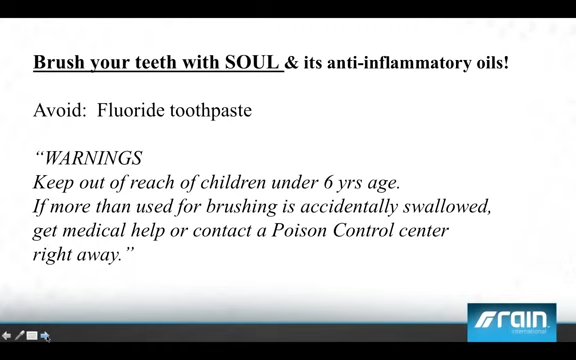 Brush your teeth with SOUL & its anti-inflammatory oils!
Avoid: Fluoride toothpaste
“WARNINGS
Keep out of reach of children under 6 yrs age.
If more than used for brushing is accidentally swallowed,
get medical help or contact a Poison Control center
right away.”
rain
international